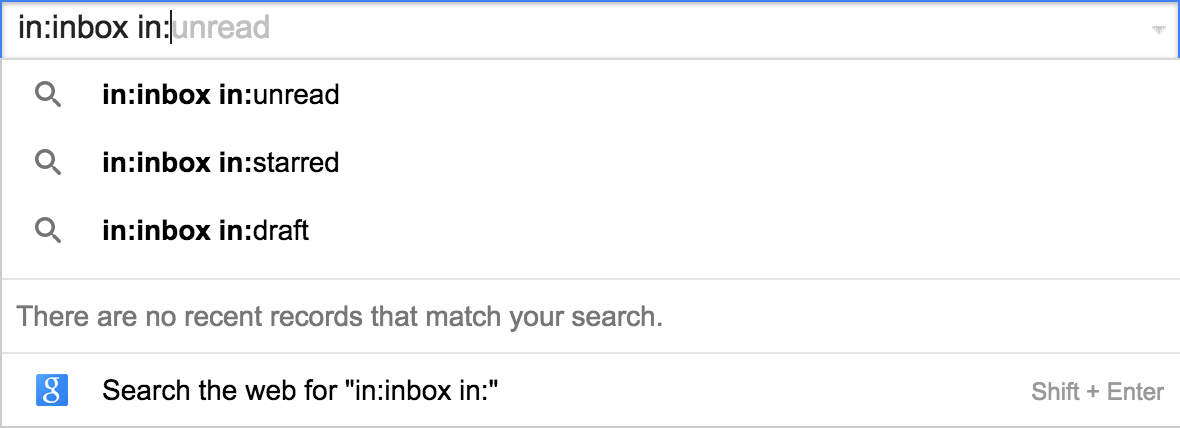 in:inbox in:unread
in:inbox in:unread
in:inbox in:starred
in:inbox in:draft
There are no recent records that match your search.
g Search the web for "in:inbox in:" Shift + Enter